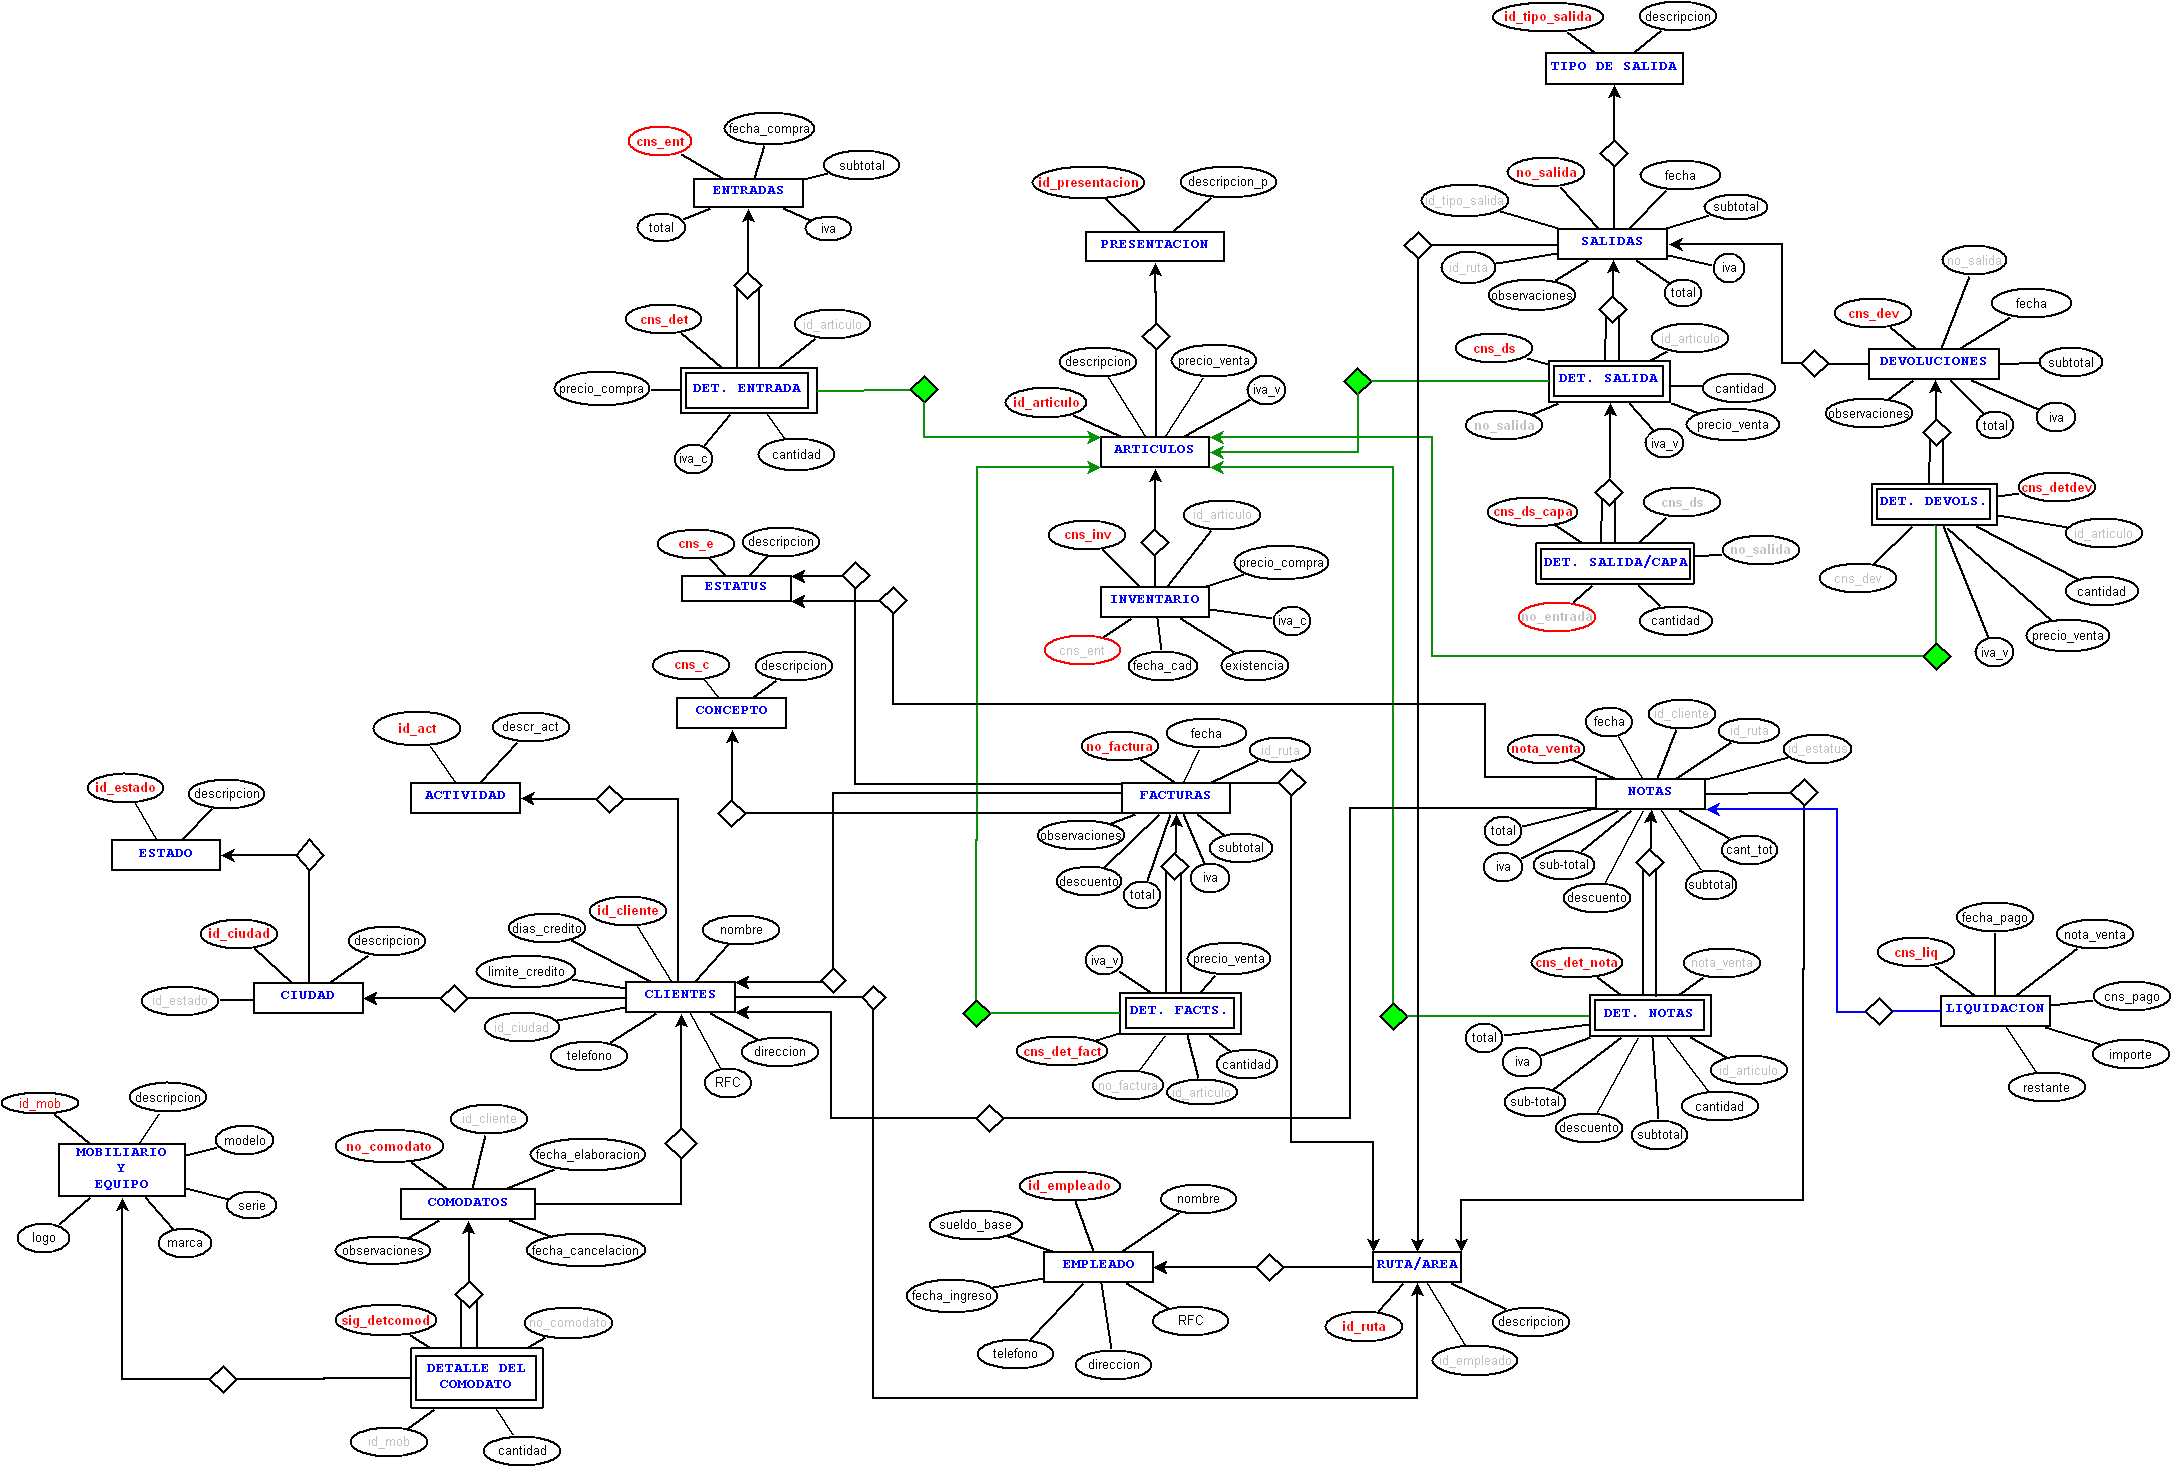 id_tipo_salida
descripcion
TIPO DE SALIDA
cns_ent
fecha_compra
subtotal
ENTRADAS
total
iva
cns_det
id_articulo
DET. ENTRADA
precio_compra
iva_c
cantidad
id_presentacion
descripcion_p
PRESENTACION
descripcion
precio_venta
id_articulo
iva_v
ARTICULOS
cns_inv
id_articulo
precio_compra
INVENTARIO
iva_c
cns_ent
fecha_cad
existencia
no_salida
fecha
id_tipo_salida
subtotal
SALIDAS
id_ruta
iva
observaciones
total
cns_ds
id_articulo
DET. SALIDA
cantidad
no_salida
iva_v
precio_venta
cns_ds_capa
cns_ds
DET. SALIDA/CAPA
no_salida
no_entrada
cantidad
no_salida
cns_dev
fecha
DEVOLUCIONES
subtotal
observaciones
total
iva
DET. DEVOLS.
cns_detdev
id_articulo
cns_dev
cantidad
precio_venta
iva_v
cns_e
descripcion
ESTATUS
cns_c
descripcion
CONCEPTO
id_act
descr_act
ACTIVIDAD
id_estado
descripcion
ESTADO
id_ciudad
descripcion
CIUDAD
id_estado
no_factura
fecha
id_ruta
FACTURAS
observaciones
subtotal
descuento
total
iva
iva_v
precio_venta
DET. FACTS.
cns_det_fact
cantidad
no_factura
id_articulo
fecha
id_cliente
id_ruta
nota_venta
id_estatus
NOTAS
total
iva
sub-total
cant_tot
descuento
subtotal
cns_det_nota
nota_venta
DET. NOTAS
total
iva
id_articulo
sub-total
cantidad
descuento
subtotal
fecha_pago
nota_venta
cns_liq
cns_pago
LIQUIDACION
importe
restante
id_cliente
dias_credito
nombre
limite_credito
CLIENTES
id_ciudad
telefono
direccion
RFC
id_mob
descripcion
modelo
MOBILIARIO
Y
EQUIPO
serie
logo
marca
id_cliente
no_comodato
fecha_elaboracion
COMODATOS
observaciones
fecha_cancelacion
sig_detcomod
no_comodato
DETALLE DEL
COMODATO
id_mob
cantidad
id_empleado
nombre
sueldo_base
EMPLEADO
fecha_ingreso
RFC
telefono
direccion
RUTA/AREA
id_ruta
descripcion
id_empleado